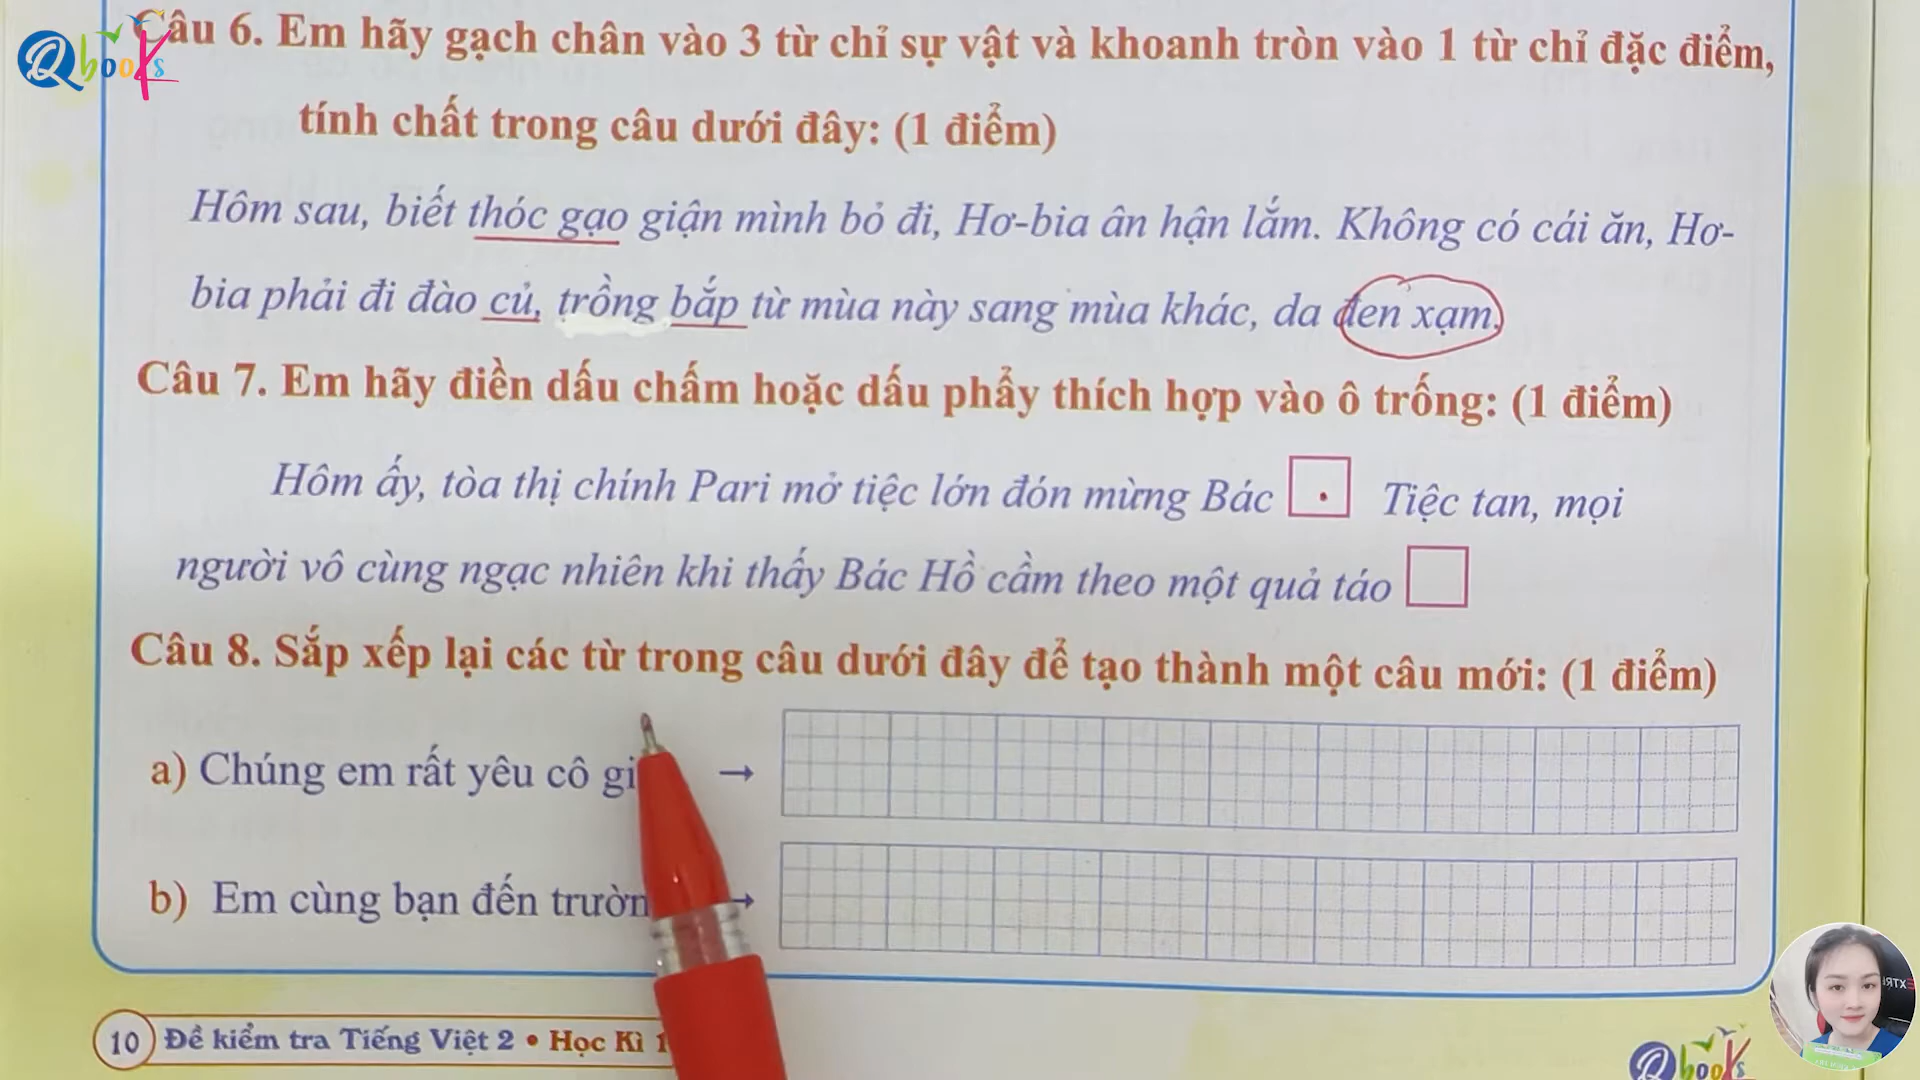 Qbooks
Câu 6. Em hãy gạch chân vào 3 từ chỉ sự vật và khoanh tròn vào 1 từ chỉ đặc điểm,
tính chất trong câu dưới đây: (1 điểm)
Hôm sau, biết thóc gạo giận mình bỏ đi, Hơ-bia ân hận lắm. Không có cái ăn, Hơ-
bia phải đi đào củ, trồng bắp từ mùa này sang mùa khác, da đen xạm.
Câu 7. Em hãy điền dấu chấm hoặc dấu phẩy thích hợp vào ô trống: (1 điểm)
Hôm ấy, tòa thị chính Pari mở tiệc lớn đón mừng Bác . Tiệc tan, mọi
người vô cùng ngạc nhiên khi thấy Bác Hồ cầm theo một quả táo
Câu 8. Sắp xếp lại các từ trong câu dưới đây để tạo thành một câu mới: (1 điểm)
a) Chúng em rất yêu cô gi →
b) Em cùng bạn đến trườn →
10 Đề kiểm tra Tiếng Việt 2 • Học Kì 1
Qbooks